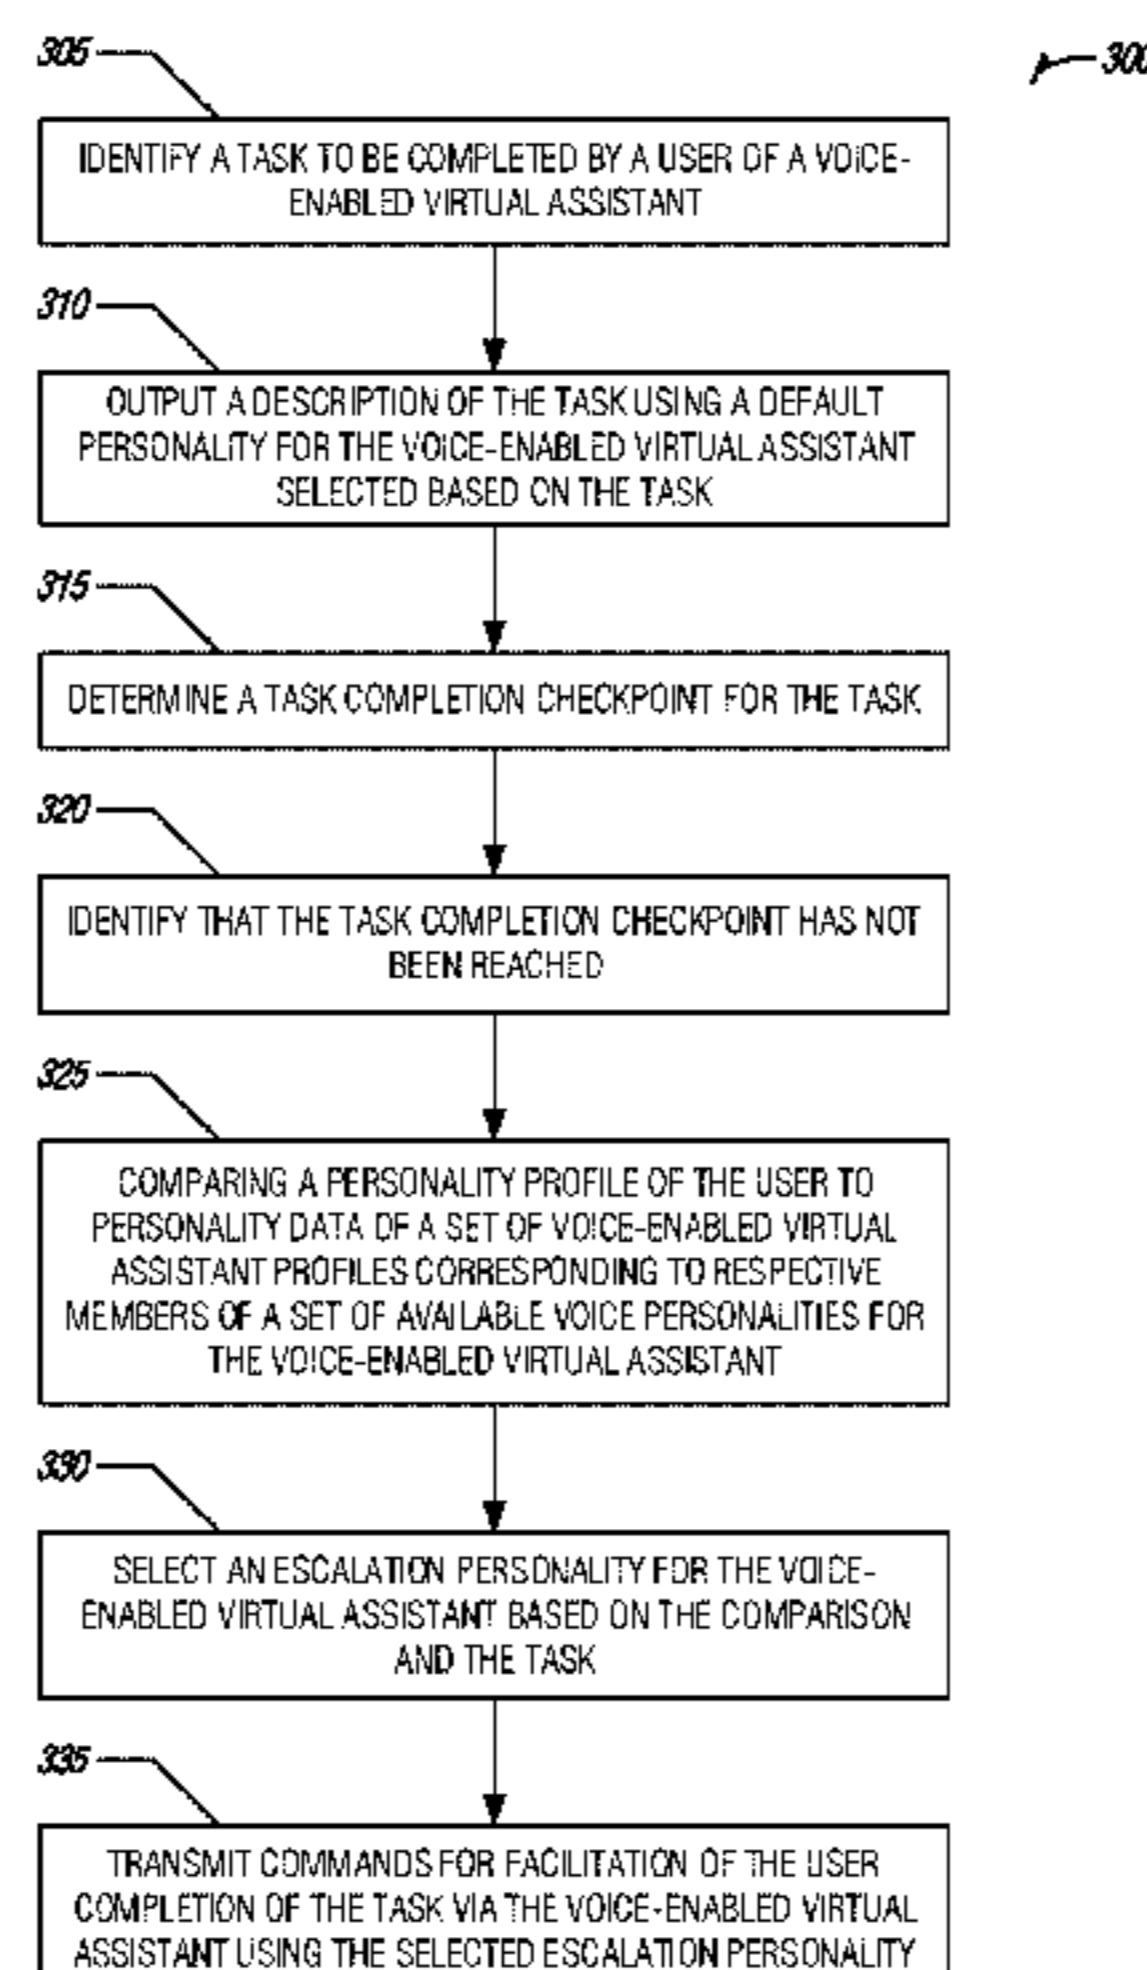 305
300
IDENTIFY A TASK TO BE COMPLETED BY A USER OF A VOICE-
ENABLED VIRTUAL ASSISTANT
310
OUTPUT A DESCRIPTION OF THE TASK USING A DEFAULT
PERSONALITY FOR THE VOICE-ENABLED VIRTUAL ASSISTANT
SELECTED BASED ON THE TASK
315
DETERMINE A TASK COMPLETION CHECKPOINT FOR THE TASK
320
IDENTIFY THAT THE TASK COMPLETION CHECKPOINT HAS NOT
BEEN REACHED
325
COMPARING A PERSONALITY PROFILE OF THE USER TO
PERSONALITY DATA OF A SET OF VOICE-ENABLED VIRTUAL
ASSISTANT PROFILES CORRESPONDING TO RESPECTIVE
MEMBERS OF A SET OF AVAILABLE VOICE PERSONALITIES FOR
THE VOICE-ENABLED VIRTUAL ASSISTANT
330
SELECT AN ESCALATION PERSONALITY FOR THE VOICE-
ENABLED VIRTUAL ASSISTANT BASED ON THE COMPARISON
AND THE TASK
335
TRANSMIT COMMANDS FOR FACILITATION OF THE USER
COMPLETION OF THE TASK VIA THE VOICE-ENABLED VIRTUAL
ASSISTANT USING THE SELECTED ESCALATION PERSONALITY